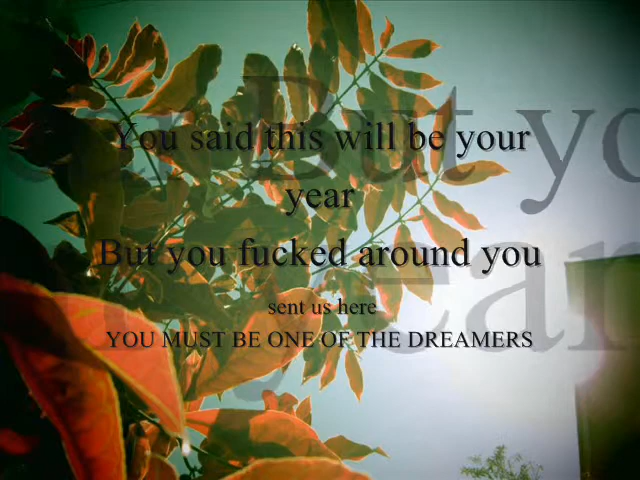 You said this will be your
year
But you fucked around you
sent us here
YOU MUST BE ONE OF THE DREAMERS